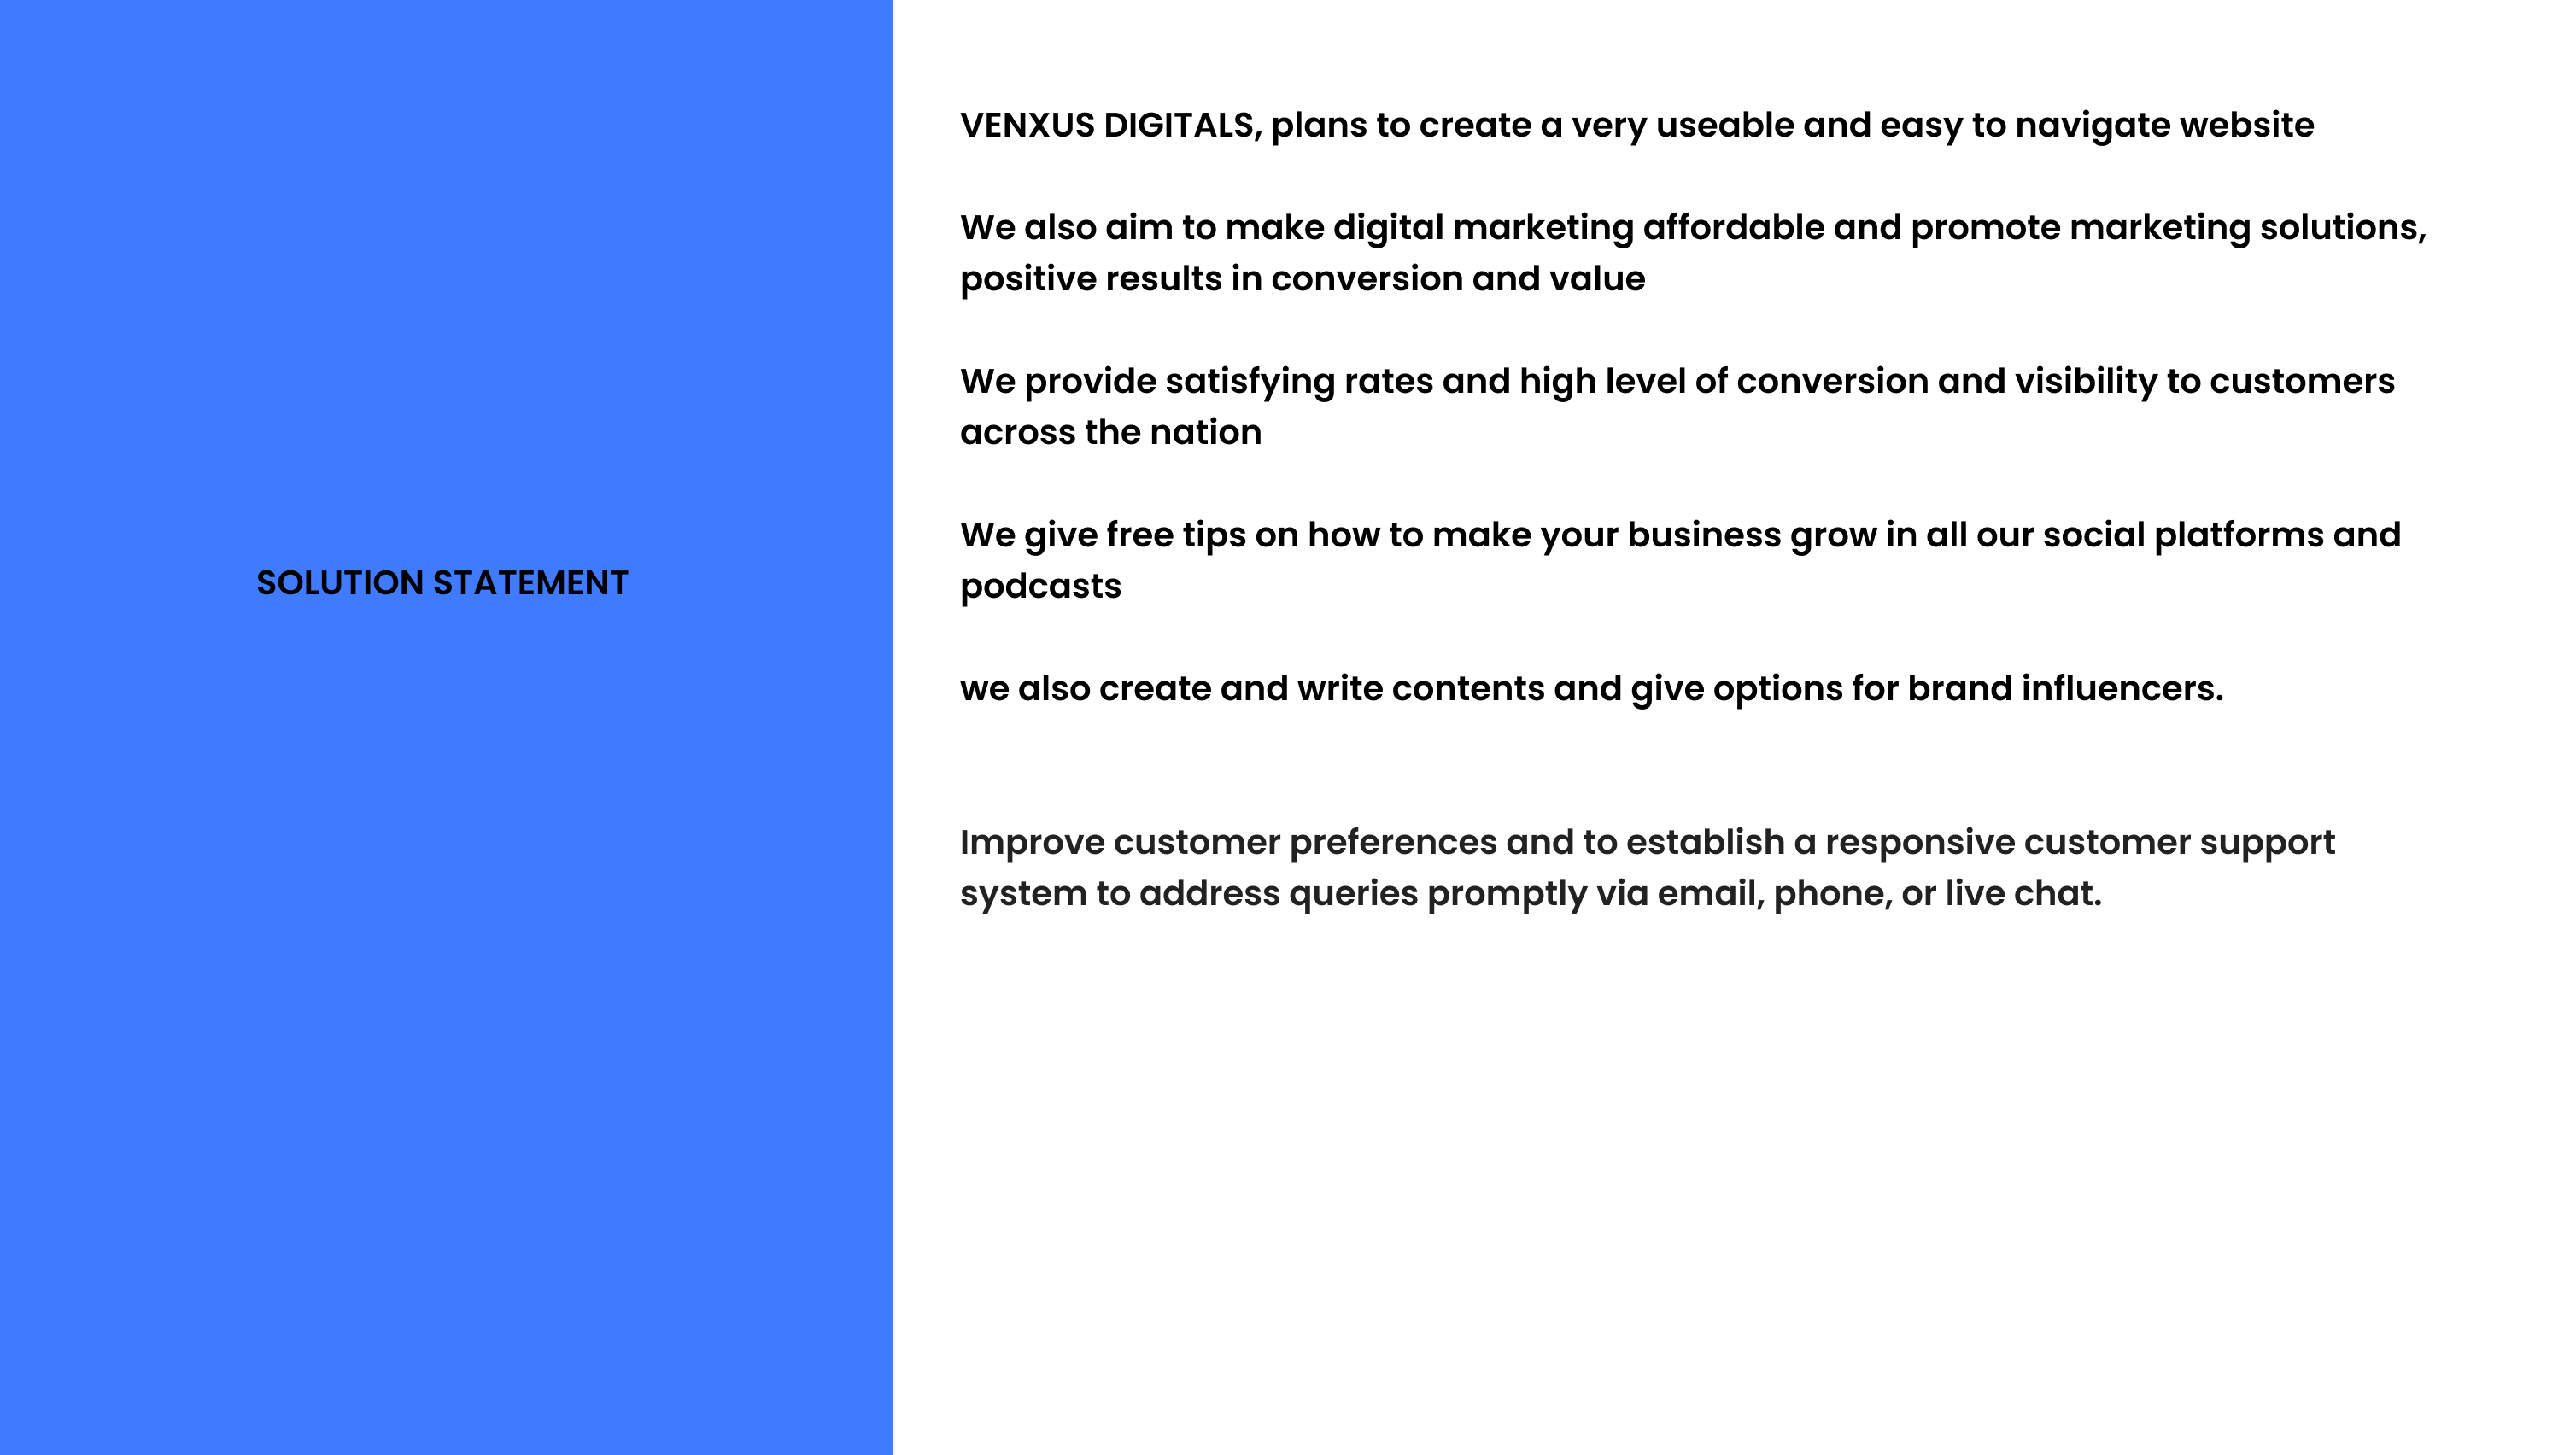 SOLUTION STATEMENT
VENXUS DIGITALS, plans to create a very useable and easy to navigate website
We also aim to make digital marketing affordable and promote marketing solutions,
positive results in conversion and value
We provide satisfying rates and high level of conversion and visibility to customers
across the nation
We give free tips on how to make your business grow in all our social platforms and
podcasts
we also create and write contents and give options for brand influencers.
Improve customer preferences and to establish a responsive customer support
system to address queries promptly via email, phone, or live chat.